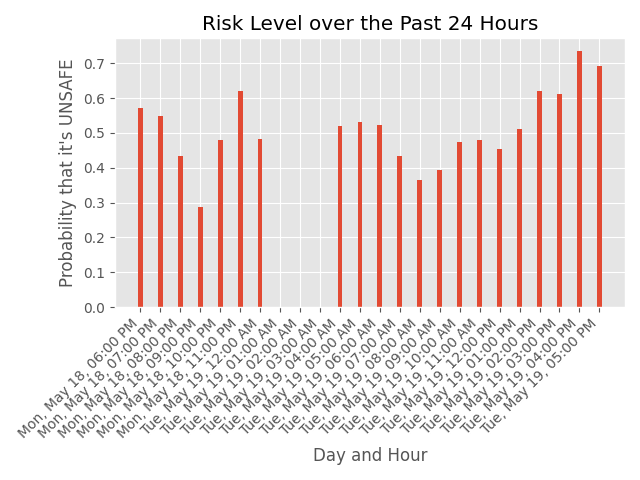 Risk Level over the Past 24 Hours
Probability that it's UNSAFE
0.7
0.6
0.5
0.4
0.3
0.2
0.1
0.0
Mon, May 18, 06:00 PM
Mon, May 18, 07:00 PM
Mon, May 18, 08:00 PM
Mon, May 18, 09:00 PM
Mon, May 18, 10:00 PM
Mon, May 18, 11:00 PM
Tue, May 19, 12:00 AM
Tue, May 19, 01:00 AM
Tue, May 19, 02:00 AM
Tue, May 19, 03:00 AM
Tue, May 19, 04:00 AM
Tue, May 19, 05:00 AM
Tue, May 19, 06:00 AM
Tue, May 19, 07:00 AM
Tue, May 19, 08:00 AM
Tue, May 19, 09:00 AM
Tue, May 19, 10:00 AM
Tue, May 19, 11:00 AM
Tue, May 19, 12:00 PM
Tue, May 19, 01:00 PM
Tue, May 19, 02:00 PM
Tue, May 19, 03:00 PM
Tue, May 19, 04:00 PM
Tue, May 19, 05:00 PM
Day and Hour